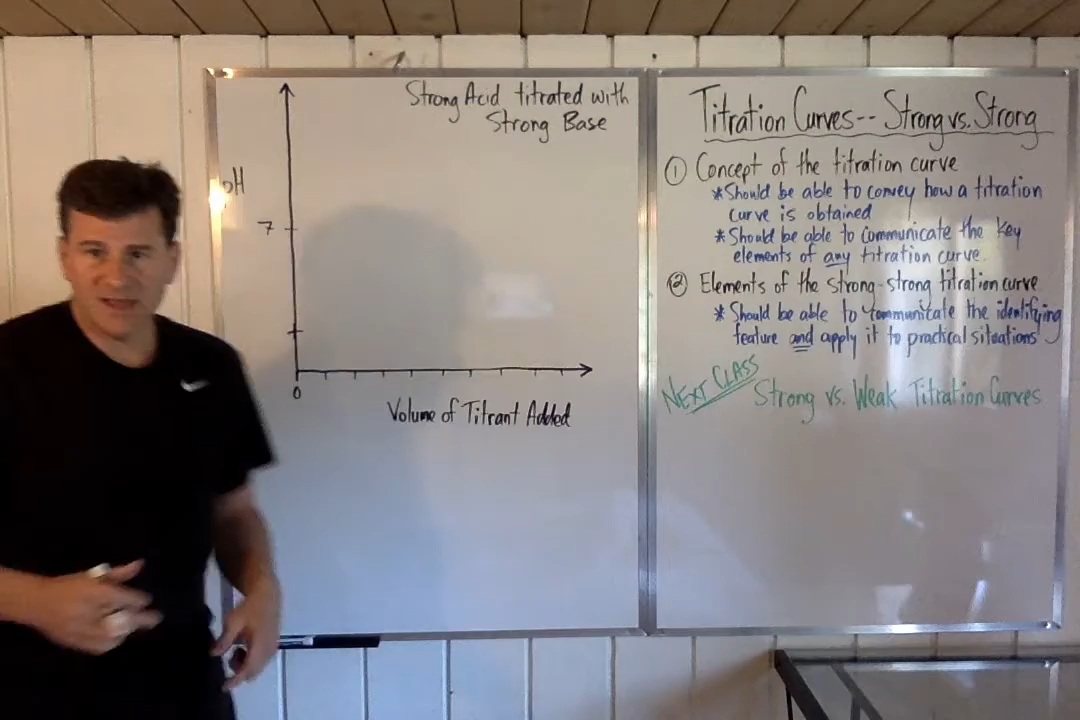 Strong Acid titrated with
Strong Base
pH
7
0
Volume of Titrant Added
Titration Curves-- Strong vs. Strong
① Concept of the titration curve
*Should be able to convey how a titration
curve is obtained
*Should be able to communicate the key
elements of any titration curve.
② Elements of the strong-strong titration curve
*Should be able to communicate the identifying
feature and apply it to practical situations
NEXT CLASS
Strong vs. Weak Titration Curves